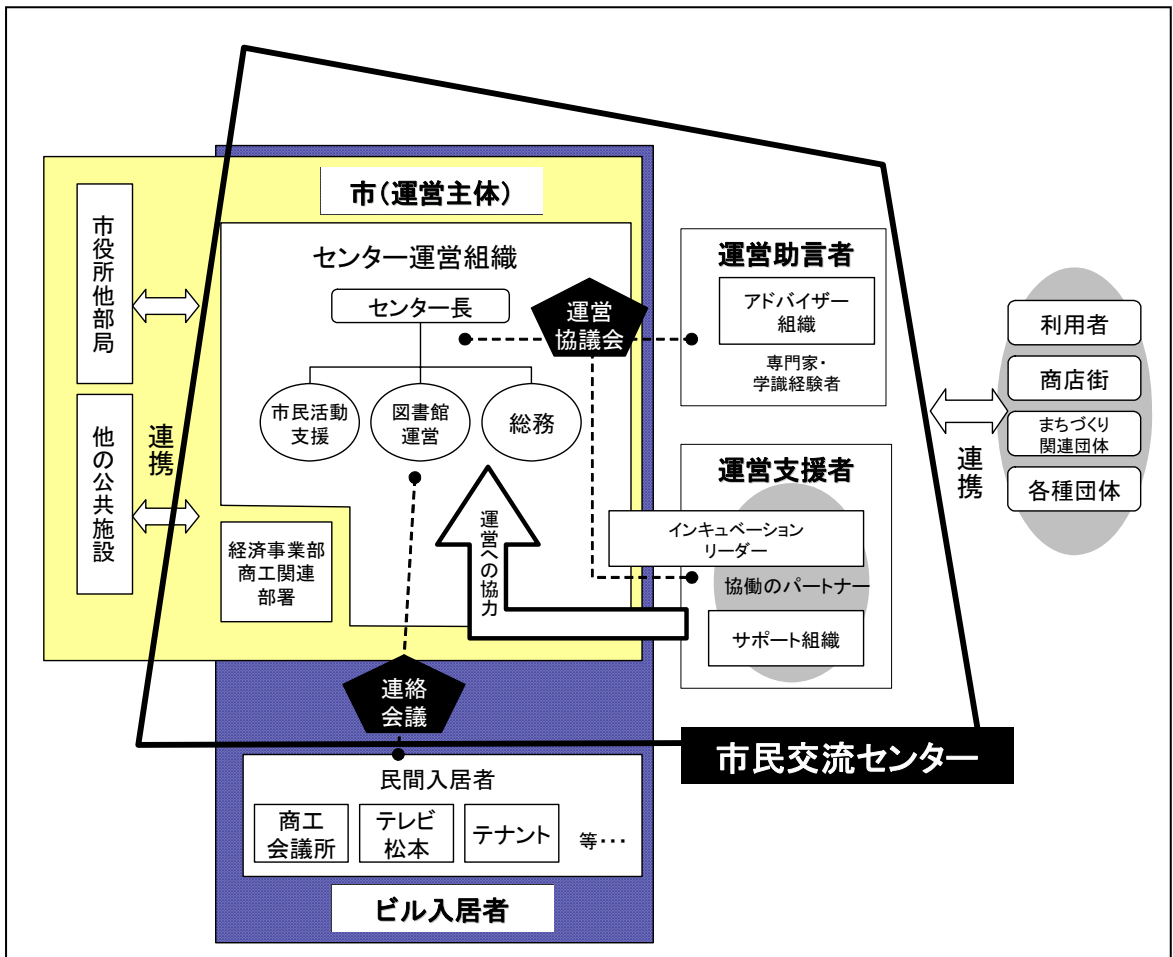 市(運営主体)
市役所他部局
他の公共施設
連携
センター運営組織
センター長
市民活動
支援
図書館
運営
総務
経済事業部
商工関連
部署
運営
協議会
運営への協力
連絡
会議
運営助言者
アドバイザー
組織
専門家・
学識経験者
運営支援者
インキュベーション
リーダー
協働のパートナー
サポート組織
連携
利用者
商店街
まちづくり
関連団体
各種団体
市民交流センター
民間入居者
商工
会議所
テレビ
松本
テナント
等・・・
ビル入居者